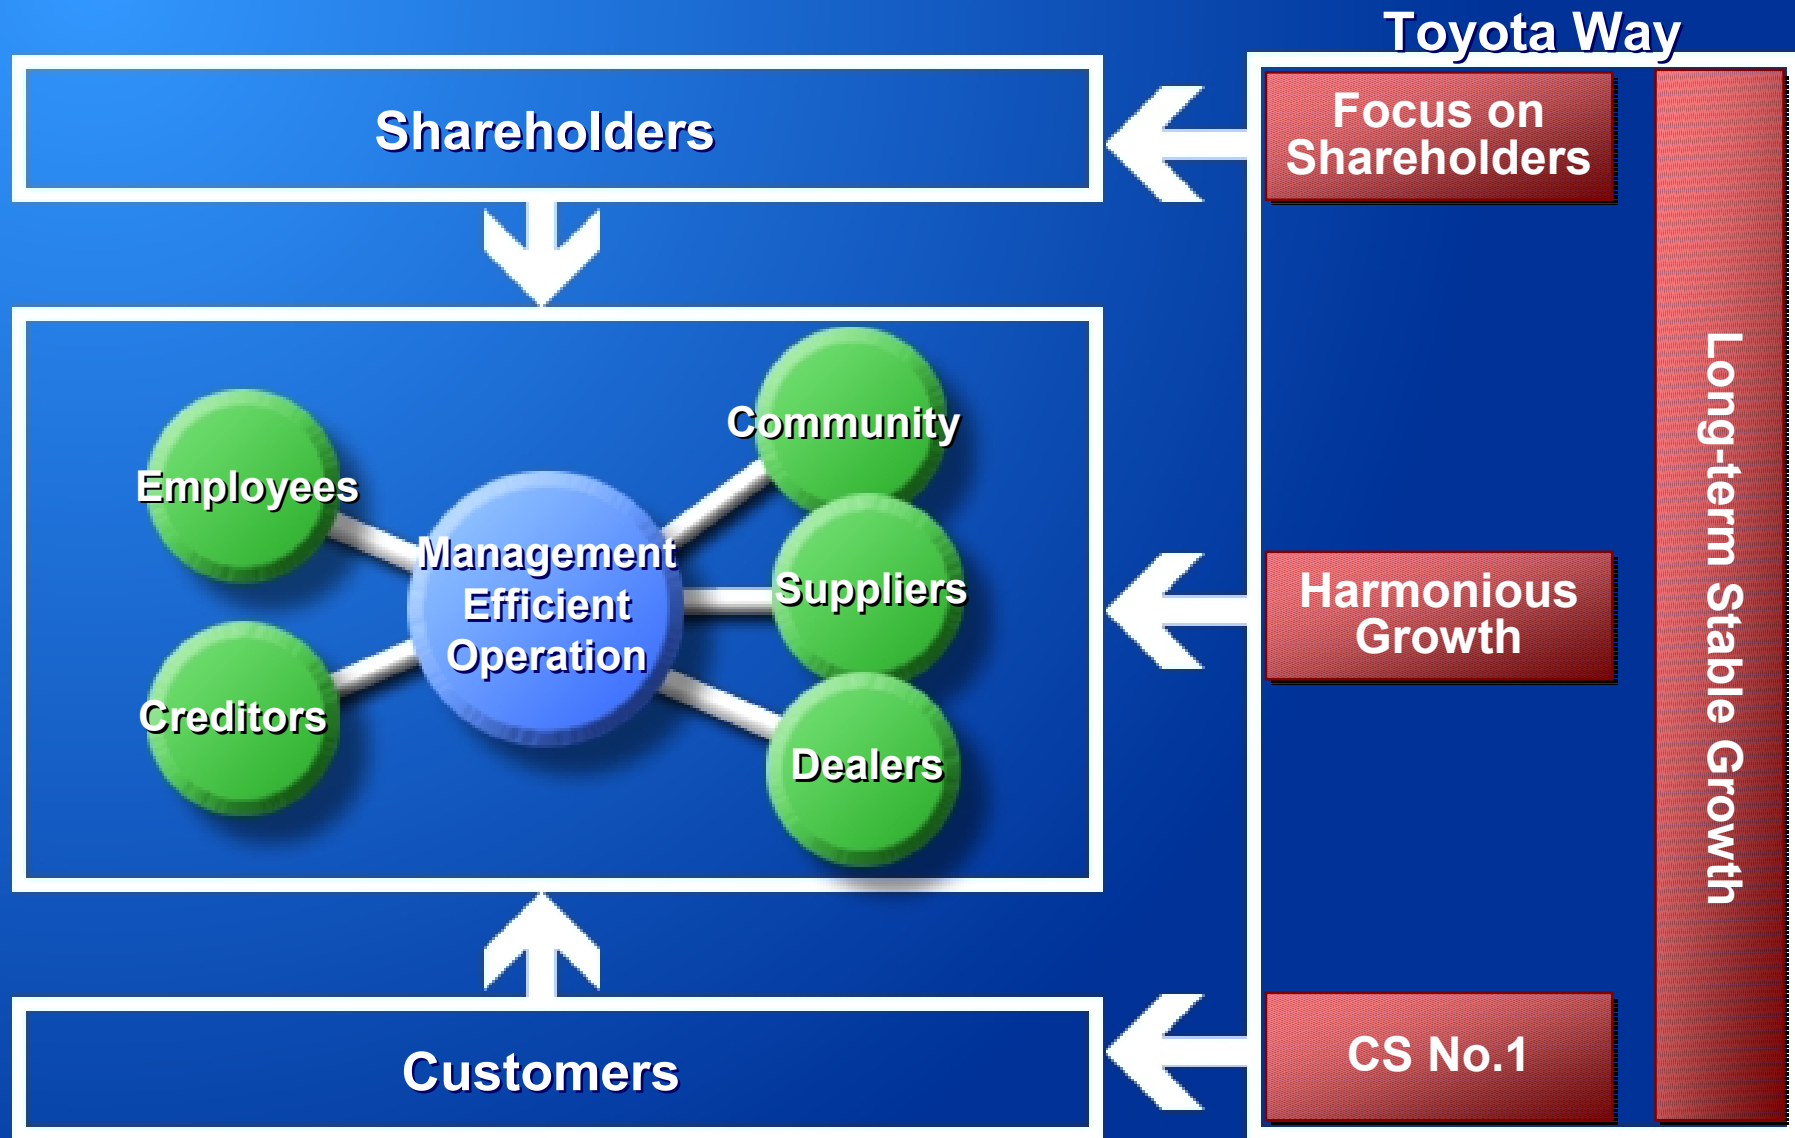 Toyota Way
Shareholders
Focus on
Shareholders
Employees
Creditors
Management
Efficient
Operation
Community
Suppliers
Dealers
Harmonious
Growth
Long-term Stable Growth
Customers
CS No.1